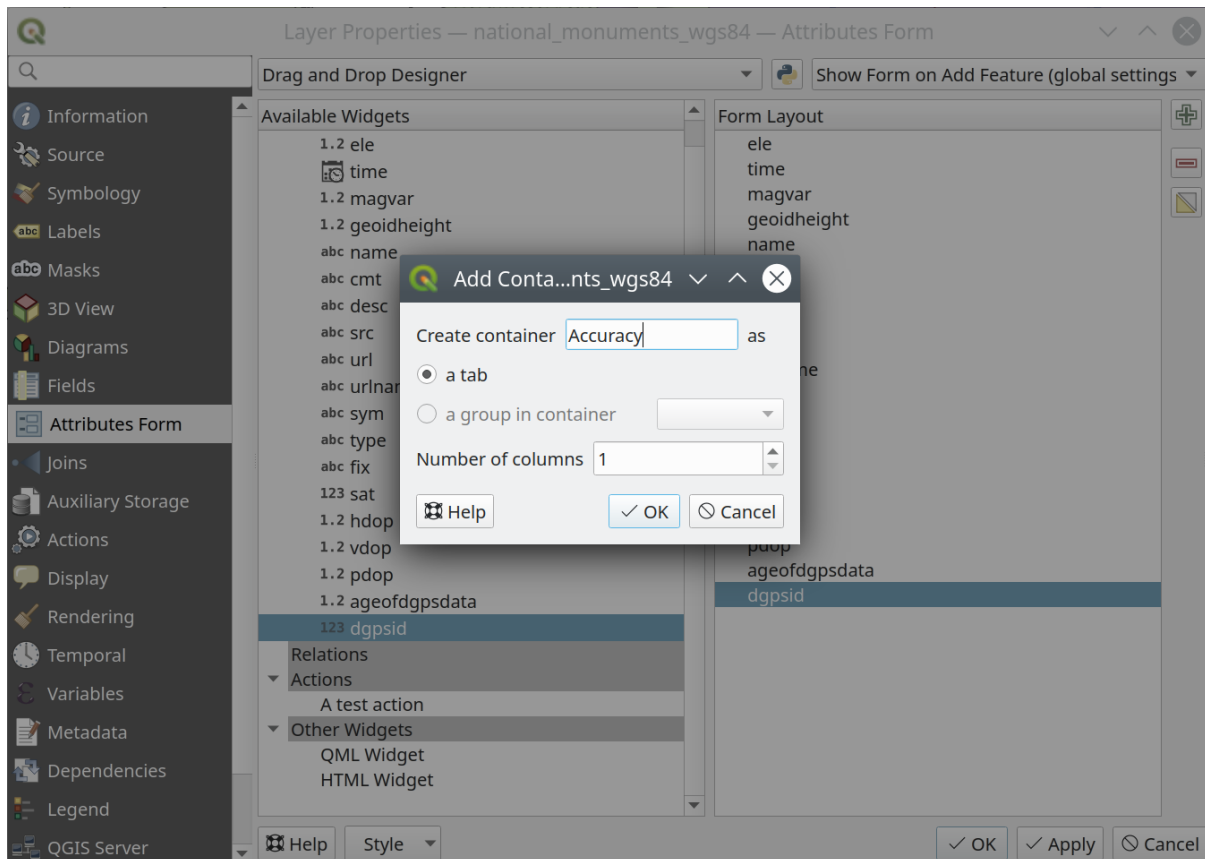 Layer Properties — national_monuments_wgs84 — Attributes Form
Drag and Drop Designer
Show Form on Add Feature (global settings
Information
Source
Symbology
abc Labels
abc Masks
3D View
Diagrams
Fields
Attributes Form
Joins
Auxiliary Storage
Actions
Display
Rendering
Temporal
Variables
Metadata
Dependencies
Legend
QGIS Server
Available Widgets
1.2 ele
time
1.2 magvar
1.2 geoidheight
abc name
abc cmt
abc desc
abc src
abc url
abc urlnar
abc sym
abc type
abc fix
123 sat
1.2 hdop
1.2 vdop
1.2 pdop
1.2 ageofdgpsdata
123 dgpsid
Relations
Actions
A test action
Other Widgets
QML Widget
HTML Widget
Form Layout
ele
time
magvar
geoidheight
name
ne
pdop
ageofdgpsdata
dgpsid
Add Conta...nts_wgs84
Create container Accuracy as
a tab
a group in container
Number of columns 1
Help OK Cancel
Help Style OK Apply Cancel